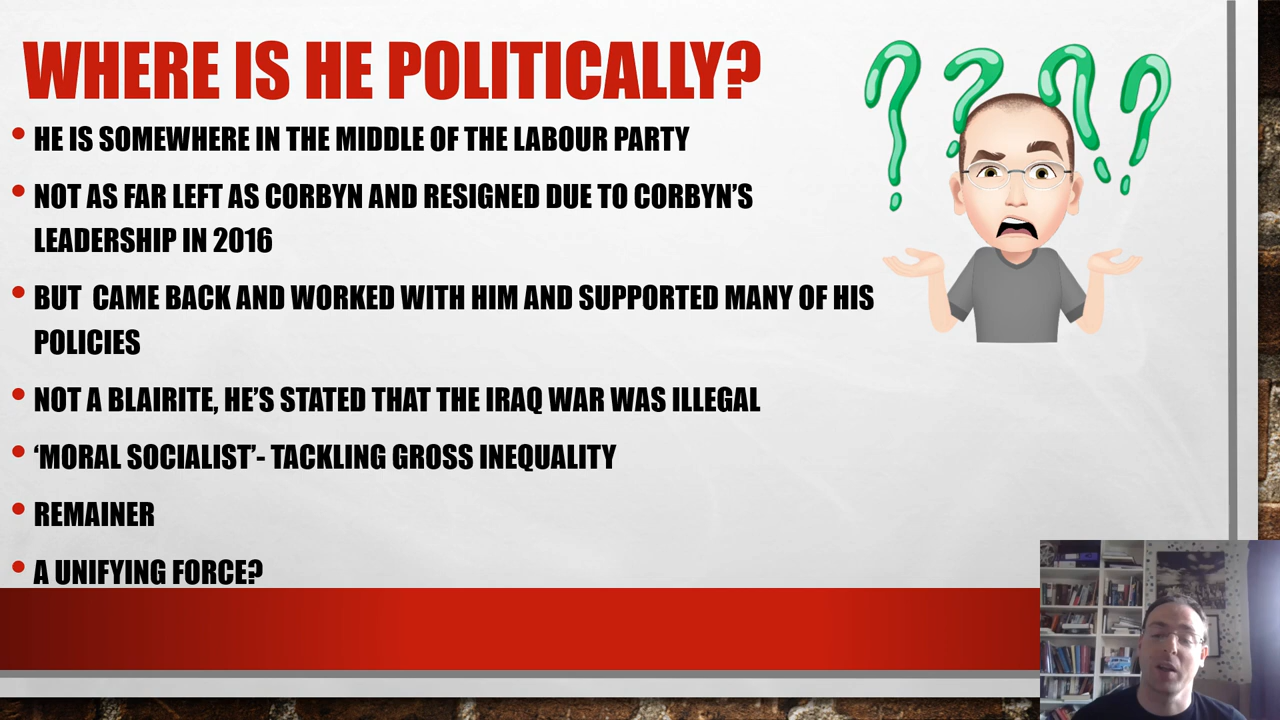 WHERE IS HE POLITICALLY?
• HE IS SOMEWHERE IN THE MIDDLE OF THE LABOUR PARTY
• NOT AS FAR LEFT AS CORBYN AND RESIGNED DUE TO CORBYN'S
LEADERSHIP IN 2016
• BUT CAME BACK AND WORKED WITH HIM AND SUPPORTED MANY OF HIS
POLICIES
• NOT A BLAIRITE, HE'S STATED THAT THE IRAQ WAR WAS ILLEGAL
• 'MORAL SOCIALIST'- TACKLING GROSS INEQUALITY
• REMAINER
• A UNIFYING FORCE?